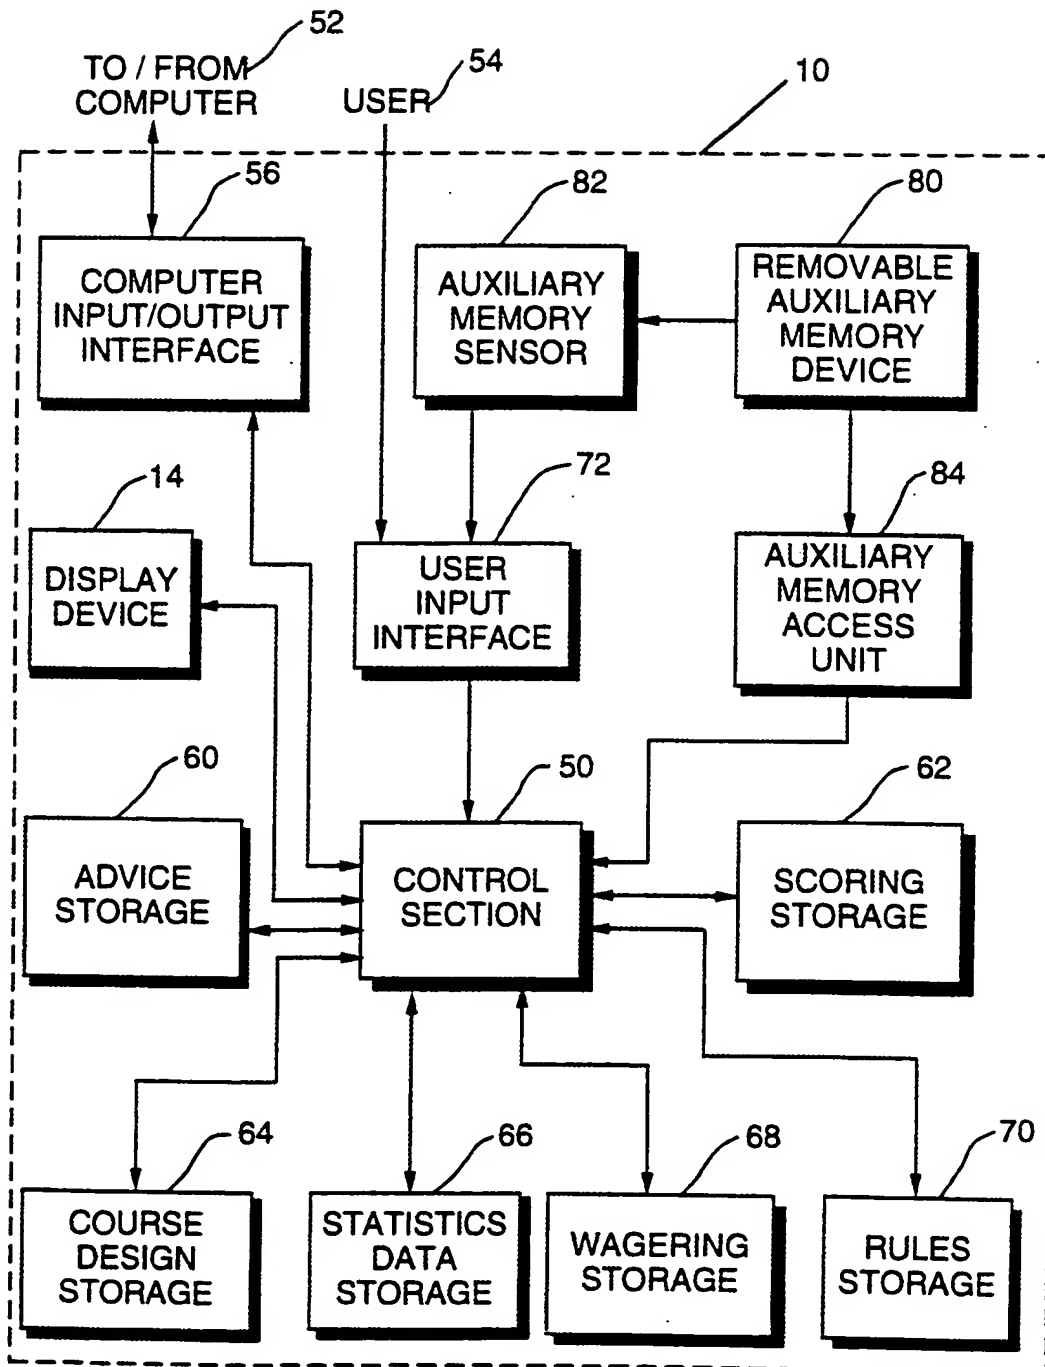 52
TO / FROM
COMPUTER
54
USER
10
56
COMPUTER
INPUT/OUTPUT
INTERFACE
82
AUXILIARY
MEMORY
SENSOR
80
REMOVABLE
AUXILIARY
MEMORY
DEVICE
14
DISPLAY
DEVICE
72
USER
INPUT
INTERFACE
84
AUXILIARY
MEMORY
ACCESS
UNIT
60
ADVICE
STORAGE
50
CONTROL
SECTION
62
SCORING
STORAGE
64
COURSE
DESIGN
STORAGE
66
STATISTICS
DATA
STORAGE
68
WAGERING
STORAGE
70
RULES
STORAGE